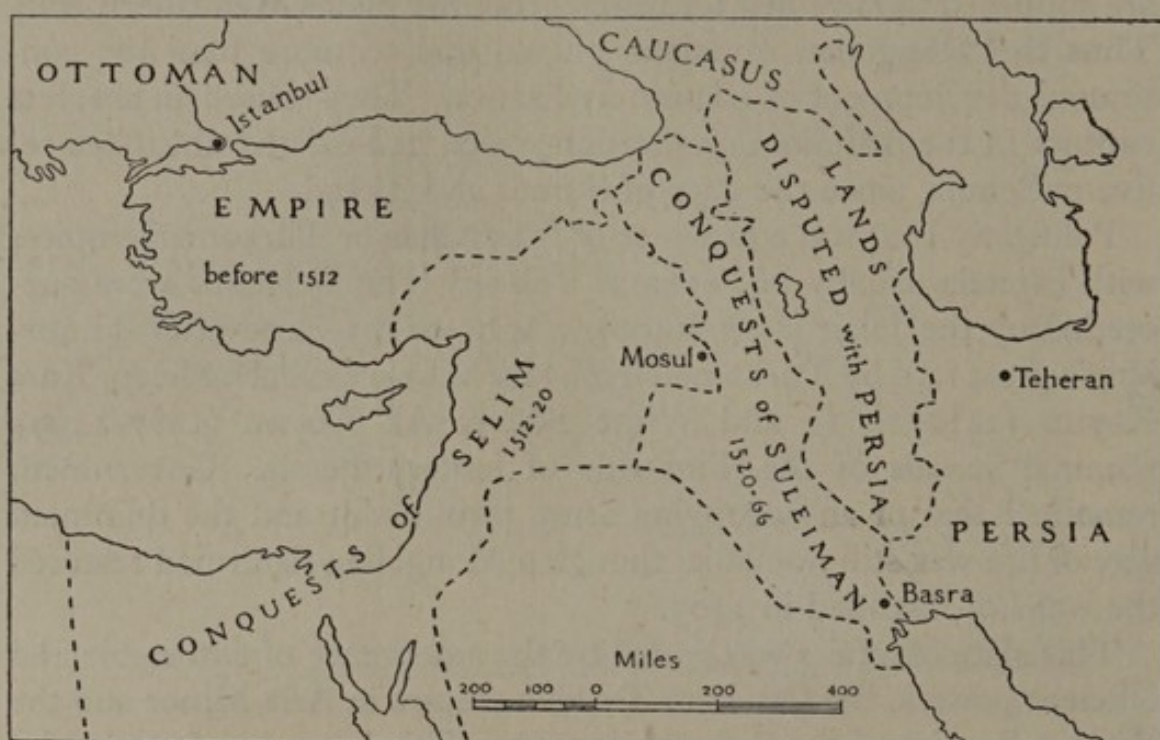 OTTOMAN
Istanbul
CAUCASUS
EMPIRE
before 1512
LANDS
DISPUTED with PERSIA
CONQUESTS of SULEIMAN
1520-66
Mosul
Teheran
CONQUESTS OF SELIM
1512-20
PERSIA
Basra
Miles
200 100 0 200 400